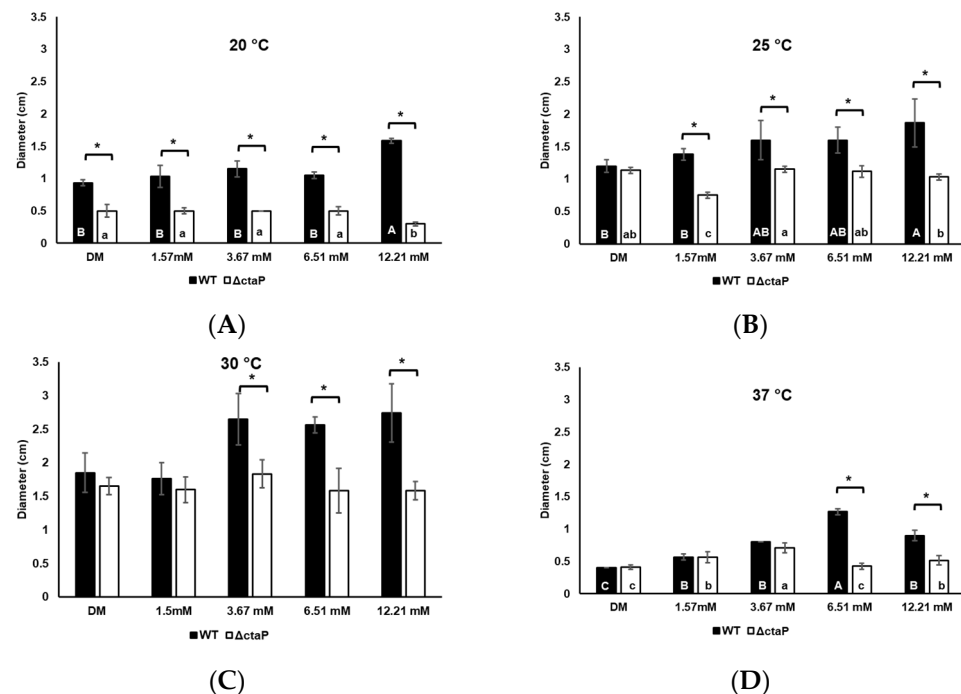 20 °C
3.5
3
2.5
2
1.5
1
0.5
0
Diameter (cm)
* * * * *
B a B a B a B a A b
DM 1.57mM 3.67 mM 6.51 mM 12.21 mM
WT ΔctaP
(A)
25 °C
3.5
3
2.5
2
1.5
1
0.5
0
Diameter (cm)
* * * *
B ab B c AB a AB ab A b
DM 1.57mM 3.67 mM 6.51 mM 12.21 mM
WT ΔctaP
(B)
30 °C
3.5
3
2.5
2
1.5
1
0.5
0
Diameter (cm)
* * *
DM 1.5mM 3.67 mM 6.51 mM 12.21 mM
WT ΔctaP
(C)
37 °C
3.5
3
2.5
2
1.5
1
0.5
0
Diameter (cm)
* *
C c B b B a A c B b
DM 1.57mM 3.67 mM 6.51 mM 12.21 mM
WT ΔctaP
(D)